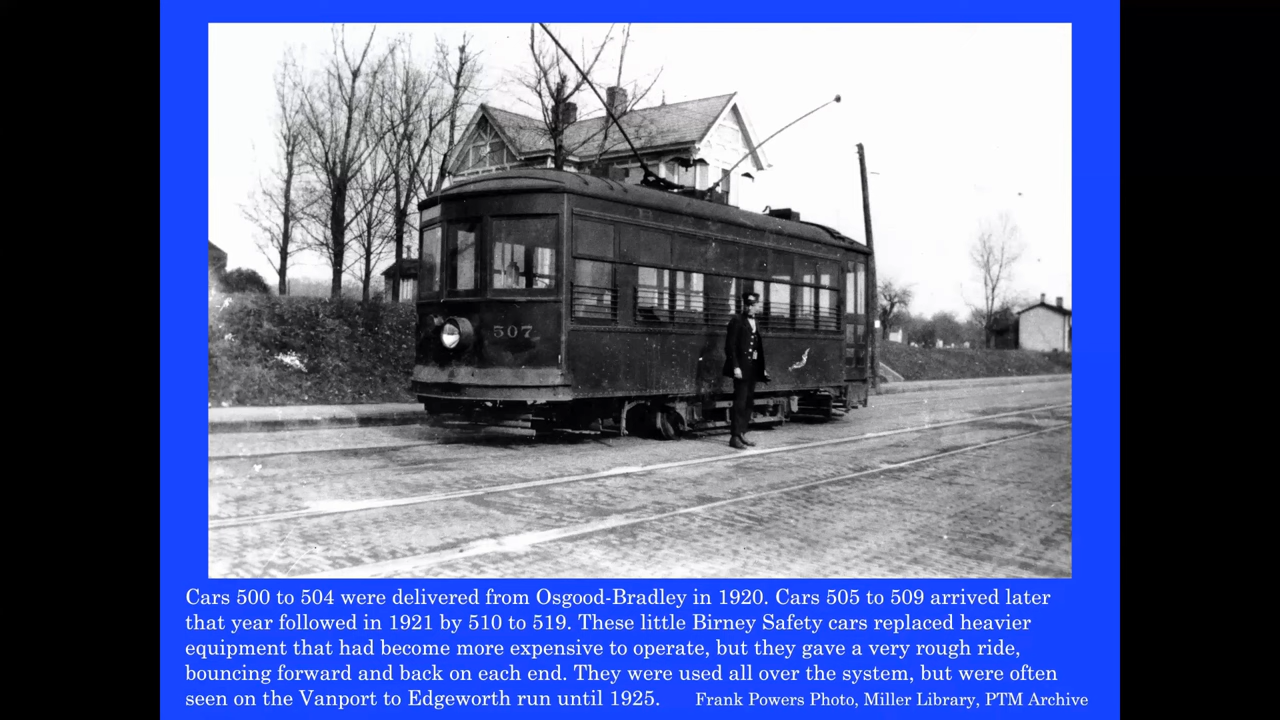 507
Cars 500 to 504 were delivered from Osgood-Bradley in 1920. Cars 505 to 509 arrived later
that year followed in 1921 by 510 to 519. These little Birney Safety cars replaced heavier
equipment that had become more expensive to operate, but they gave a very rough ride,
bouncing forward and back on each end. They were used all over the system, but were often
seen on the Vanport to Edgeworth run until 1925. Frank Powers Photo, Miller Library, PTM Archive